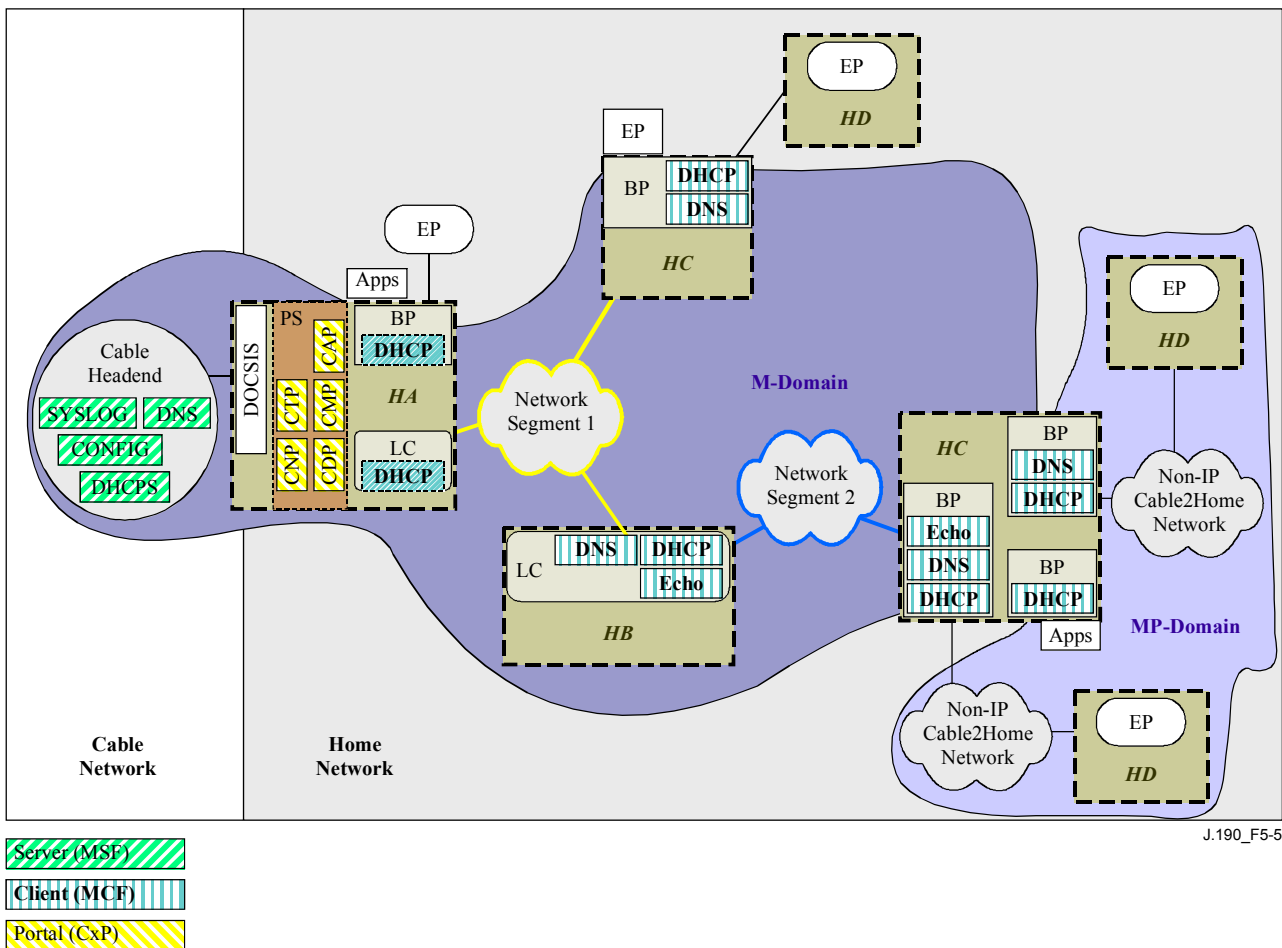 EP
HD
EP
BP
DHCP
DNS
HC
EP
Apps
Cable
Headend
SYSLOG
DNS
CONFIG
DHCPS
DOCSIS
PS
CAP
CTP
CMP
CNP
CDP
BP
DHCP
HA
LC
DHCP
Network
Segment 1
M-Domain
Network
Segment 2
LC
DNS
DHCP
Echo
HB
HC
BP
DNS
DHCP
BP
Echo
DNS
DHCP
BP
DHCP
Apps
EP
HD
Non-IP
Cable2Home
Network
MP-Domain
Non-IP
Cable2Home
Network
EP
HD
Cable
Network
Home
Network
J.190_F5-5
Server (MSF)
Client (MCF)
Portal (CxP)